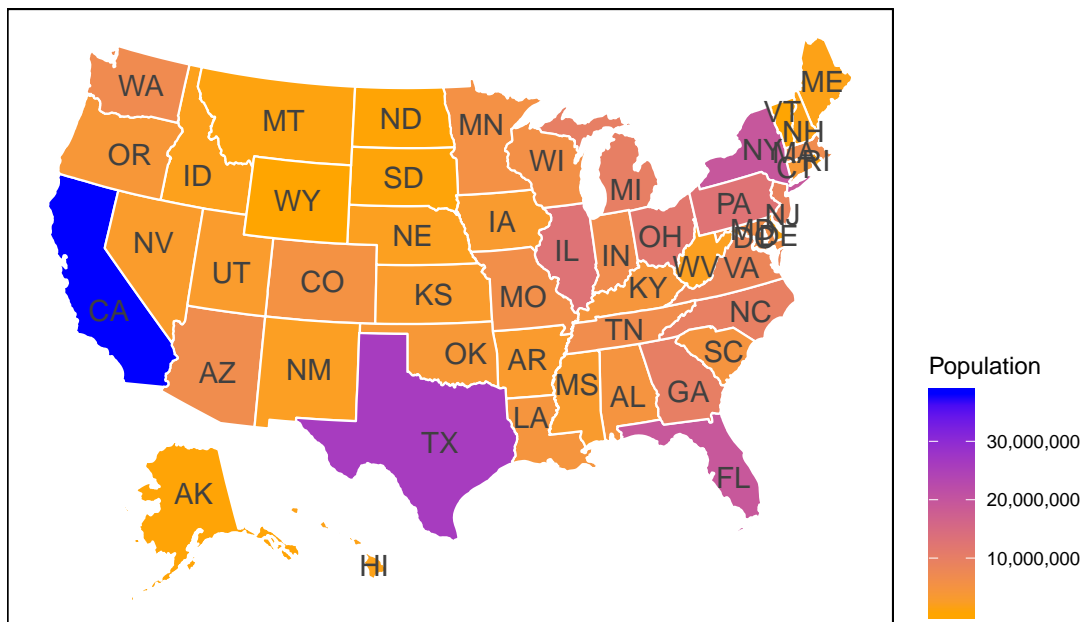 ME
WA
VT
MT
ND
MN
NH
OR
NY
MA
RI
WI
CT
ID
SD
MI
WY
PA
NJ
IA
MD
DE
NV
NE
OH
DC
IL
IN
UT
WV
VA
CO
KS
MO
KY
NC
TN
OK
AR
SC
AZ
NM
MS
GA
AL
LA
TX
FL
AK
HI
Population
30,000,000
20,000,000
10,000,000